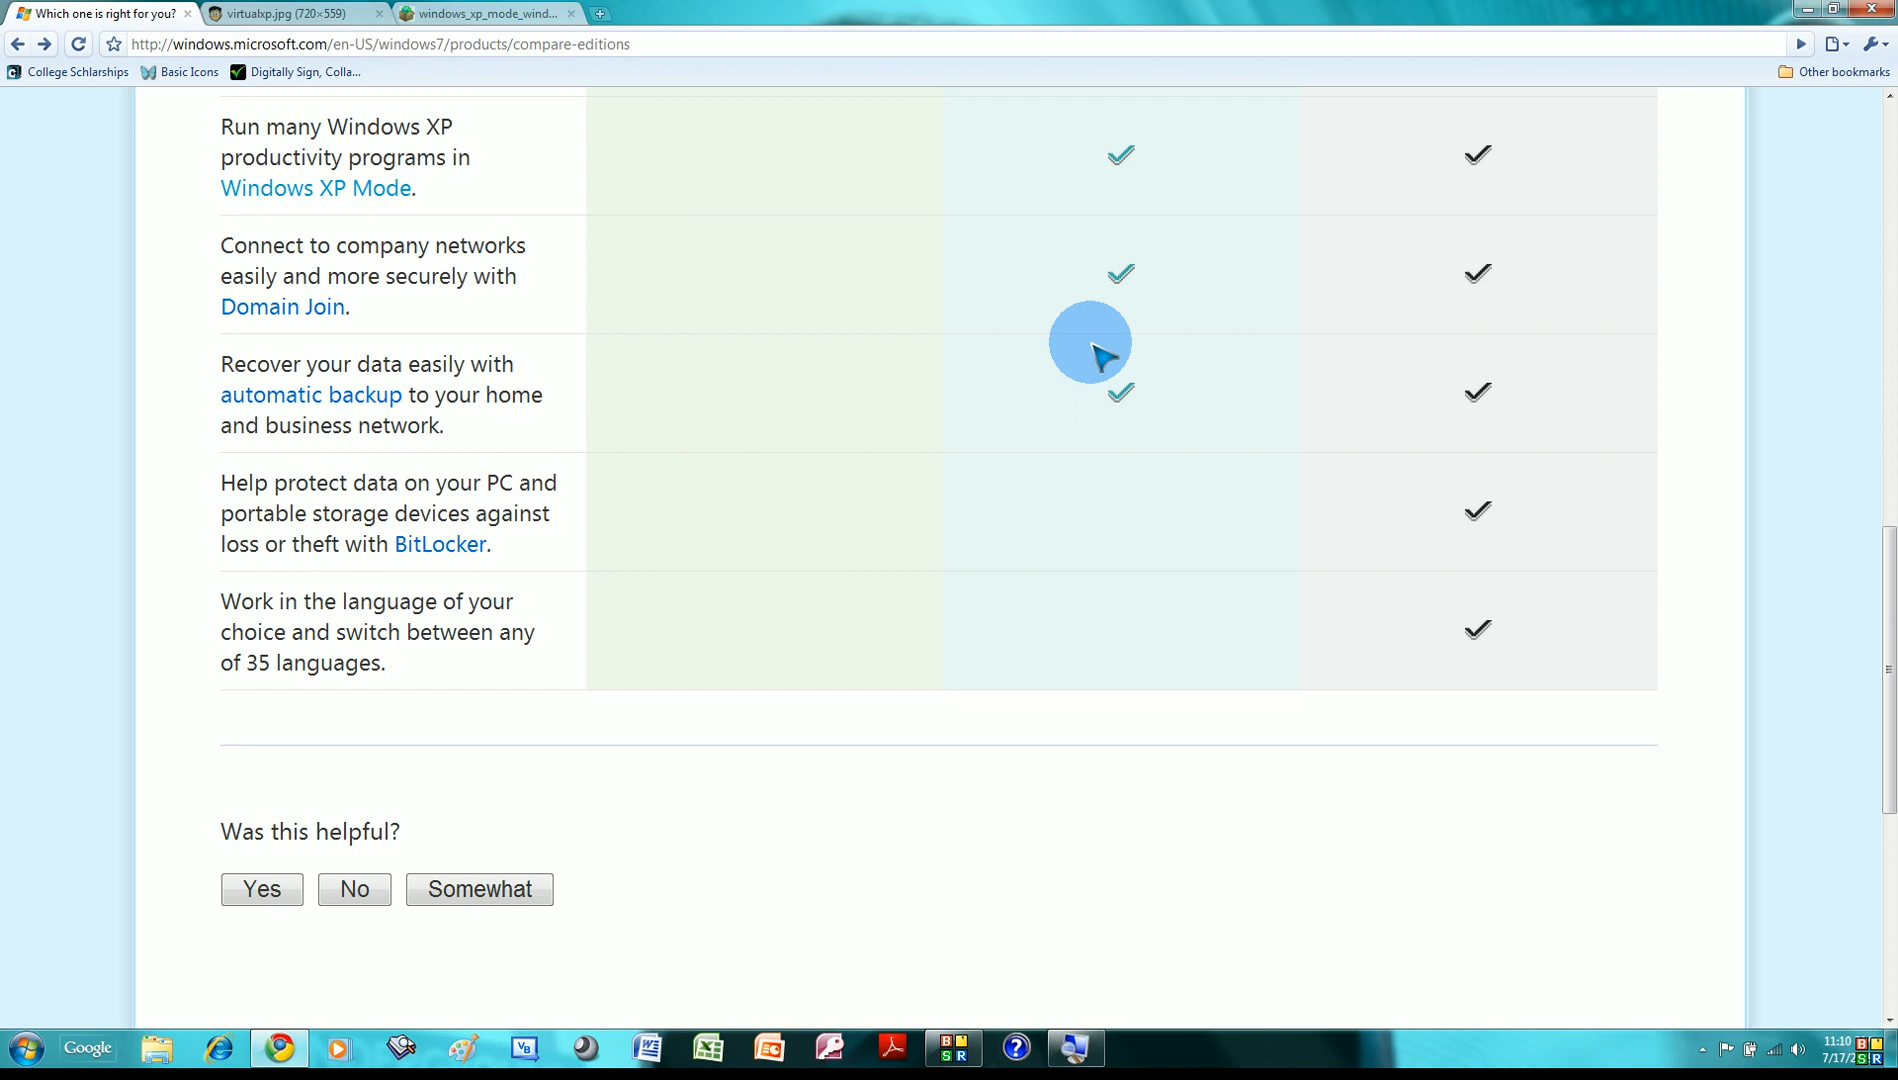 Which one is right for you?
virtualxp.jpg (720×559)
windows_xp_mode_wind...
http://windows.microsoft.com/en-US/windows7/products/compare-editions
College Schlarships
Basic Icons
Digitally Sign, Colla...
Other bookmarks
Run many Windows XP
productivity programs in
Windows XP Mode.
Connect to company networks
easily and more securely with
Domain Join.
Recover your data easily with
automatic backup to your home
and business network.
Help protect data on your PC and
portable storage devices against
loss or theft with BitLocker.
Work in the language of your
choice and switch between any
of 35 languages.
Was this helpful?
Yes No Somewhat
Google
VB
B
S R
11:10
7/17/2
B
S R